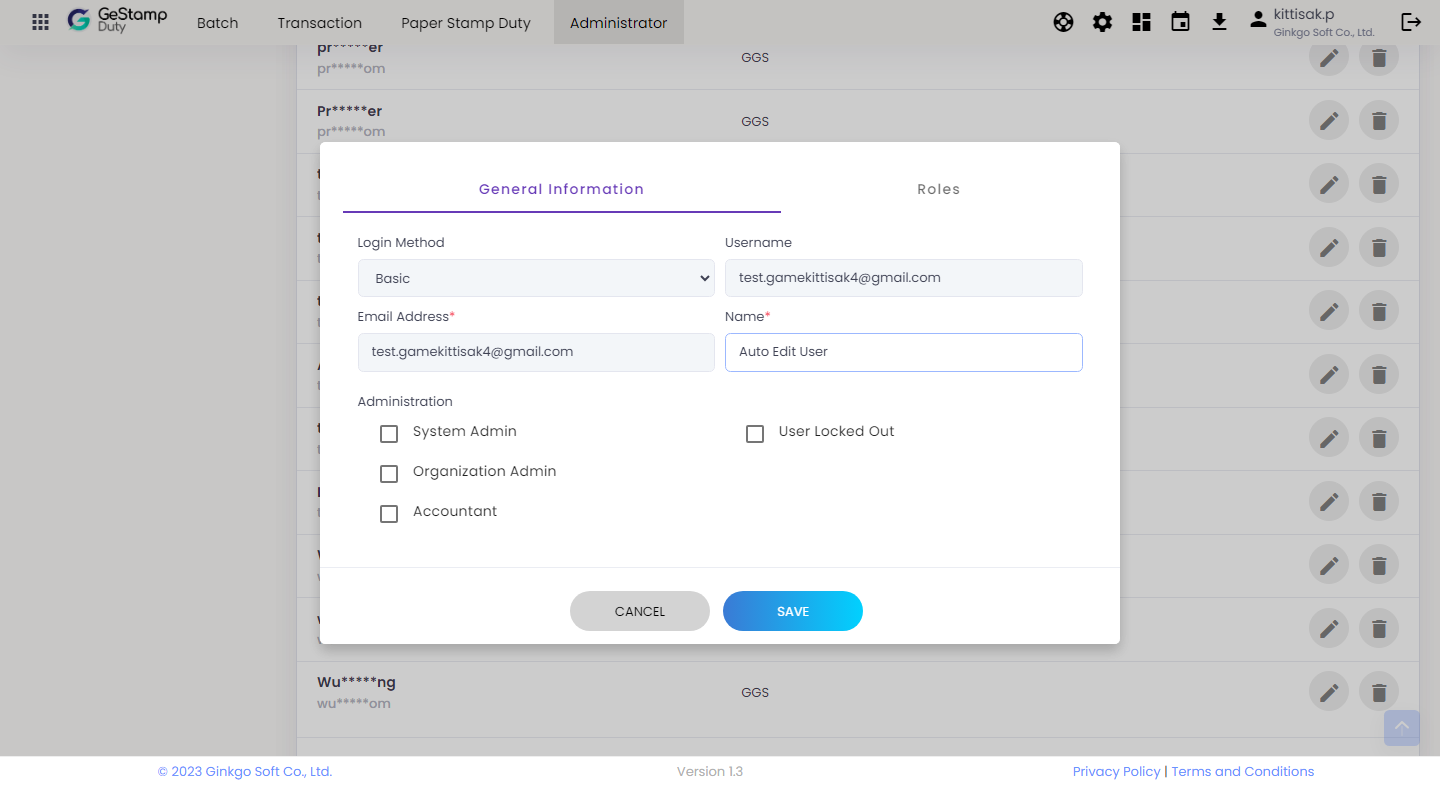 GeStamp
Duty
Batch
Transaction
Paper Stamp Duty
Administrator
kittisak.p
Ginkgo Soft Co., Ltd.
pr*****er
pr*****om
GGS
Pr*****er
pr*****om
GGS
General Information
Roles
Login Method
Username
Basic
test.gamekittisak4@gmail.com
Email Address*
Name*
test.gamekittisak4@gmail.com
Auto Edit User
Administration
System Admin
User Locked Out
Organization Admin
Accountant
CANCEL
SAVE
Wu*****ng
wu*****om
GGS
© 2023 Ginkgo Soft Co., Ltd.
Version 1.3
Privacy Policy | Terms and Conditions